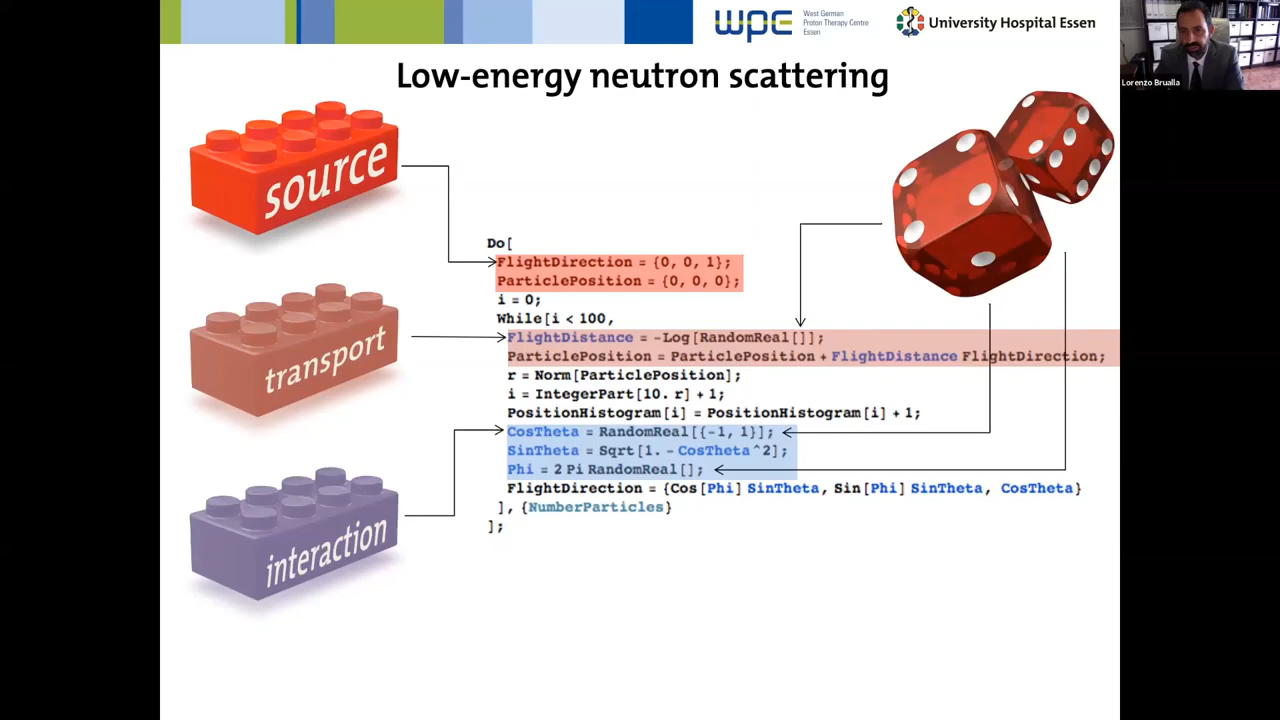 wpe
West German
Proton Therapy Centre
Essen
University Hospital Essen
Lorenzo Brualla
Low-energy neutron scattering
source
transport
interaction
Do[
FlightDirection = {0, 0, 1};
ParticlePosition = {0, 0, 0};
i = 0;
While[i < 100,
FlightDistance = -Log[RandomReal[]];
ParticlePosition = ParticlePosition + FlightDistance FlightDirection;
r = Norm[ParticlePosition];
i = IntegerPart[10. r] + 1;
PositionHistogram[i] = PositionHistogram[i] + 1;
CosTheta = RandomReal[{-1, 1}];
SinTheta = Sqrt[1. - CosTheta^2];
Phi = 2 Pi RandomReal[];
FlightDirection = {Cos[Phi] SinTheta, Sin[Phi] SinTheta, CosTheta}
], {NumberParticles}
];